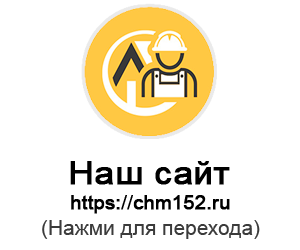 Наш сайт
https://chm152.ru
(Нажми для перехода)